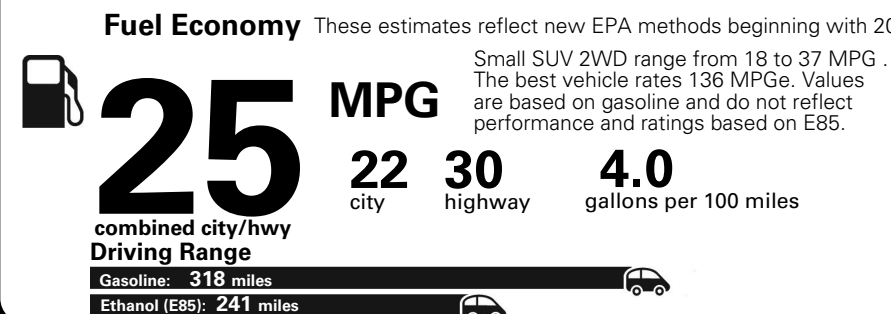 Fuel Economy These estimates reflect new EPA methods beginning with
25
MPG
Small SUV 2WD range from 18 to 37 MPG .
The best vehicle rates 136 MPGe. Values
are based on gasoline and do not reflect
performance and ratings based on E85.
22 30 4.0
city highway gallons per 100 miles
combined city/hwy
Driving Range
Gasoline: 318 miles
Ethanol (E85): 241 miles